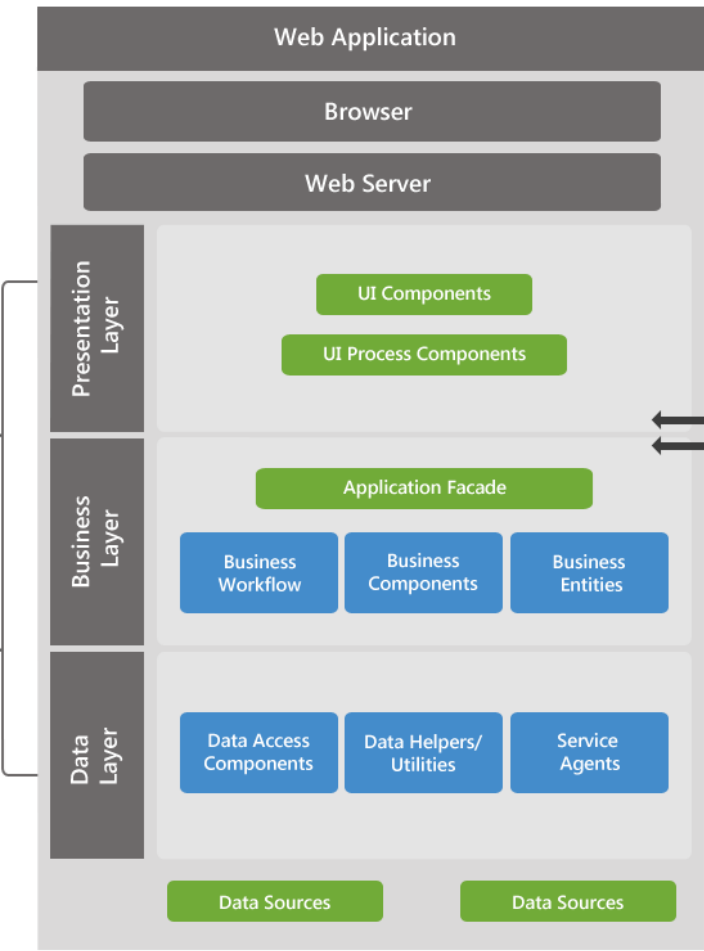 Web Application
Browser
Web Server
Presentation
Layer
UI Components
UI Process Components
Business
Layer
Application Facade
Business
Workflow
Business
Components
Business
Entities
Data
Layer
Data Access
Components
Data Helpers/
Utilities
Service
Agents
Data Sources
Data Sources